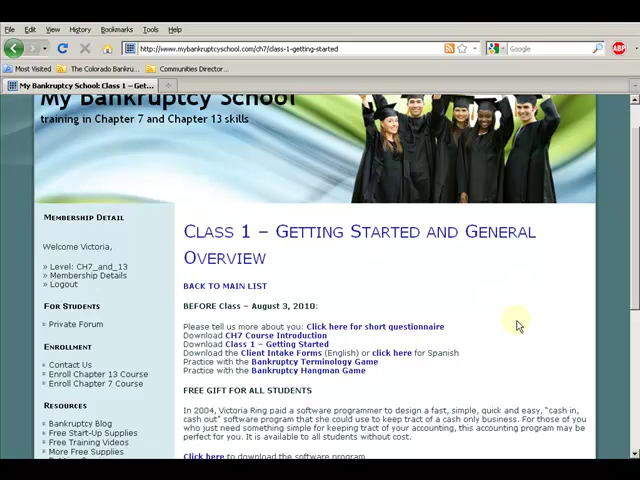 File Edit View History Bookmarks Tools Help
http://www.mybankruptcyschool.com/ch7/class-1-getting-started
Google
ABP
Most Visited The Colorado Bankru... Communities Director...
My Bankruptcy School: Class 1 – Get...
My Bankruptcy School
training in Chapter 7 and Chapter 13 skills
Membership Detail
Welcome Victoria,
» Level: CH7_and_13
» Membership Details
» Logout
For Students
Private Forum
Enrollment
Contact Us
Enroll Chapter 13 Course
Enroll Chapter 7 Course
Resources
Bankruptcy Blog
Free Start-Up Supplies
Free Training Videos
More Free Supplies
Class 1 – Getting Started and General
Overview
BACK TO MAIN LIST
BEFORE Class – August 3, 2010:
Please tell us more about you: Click here for short questionnaire
Download CH7 Course Introduction
Download Class 1 – Getting Started
Download the Client Intake Forms (English) or click here for Spanish
Practice with the Bankruptcy Terminology Game
Practice with the Bankruptcy Hangman Game
FREE GIFT FOR ALL STUDENTS
In 2004, Victoria Ring paid a software programmer to design a fast, simple, quick and easy, "cash in,
cash out" software program that she could use to keep tract of a cash only business. For those of you
who just need something simple for keeping tract of your accounting, this accounting program may be
perfect for you. It is available to all students without cost.
Click here to download the software program